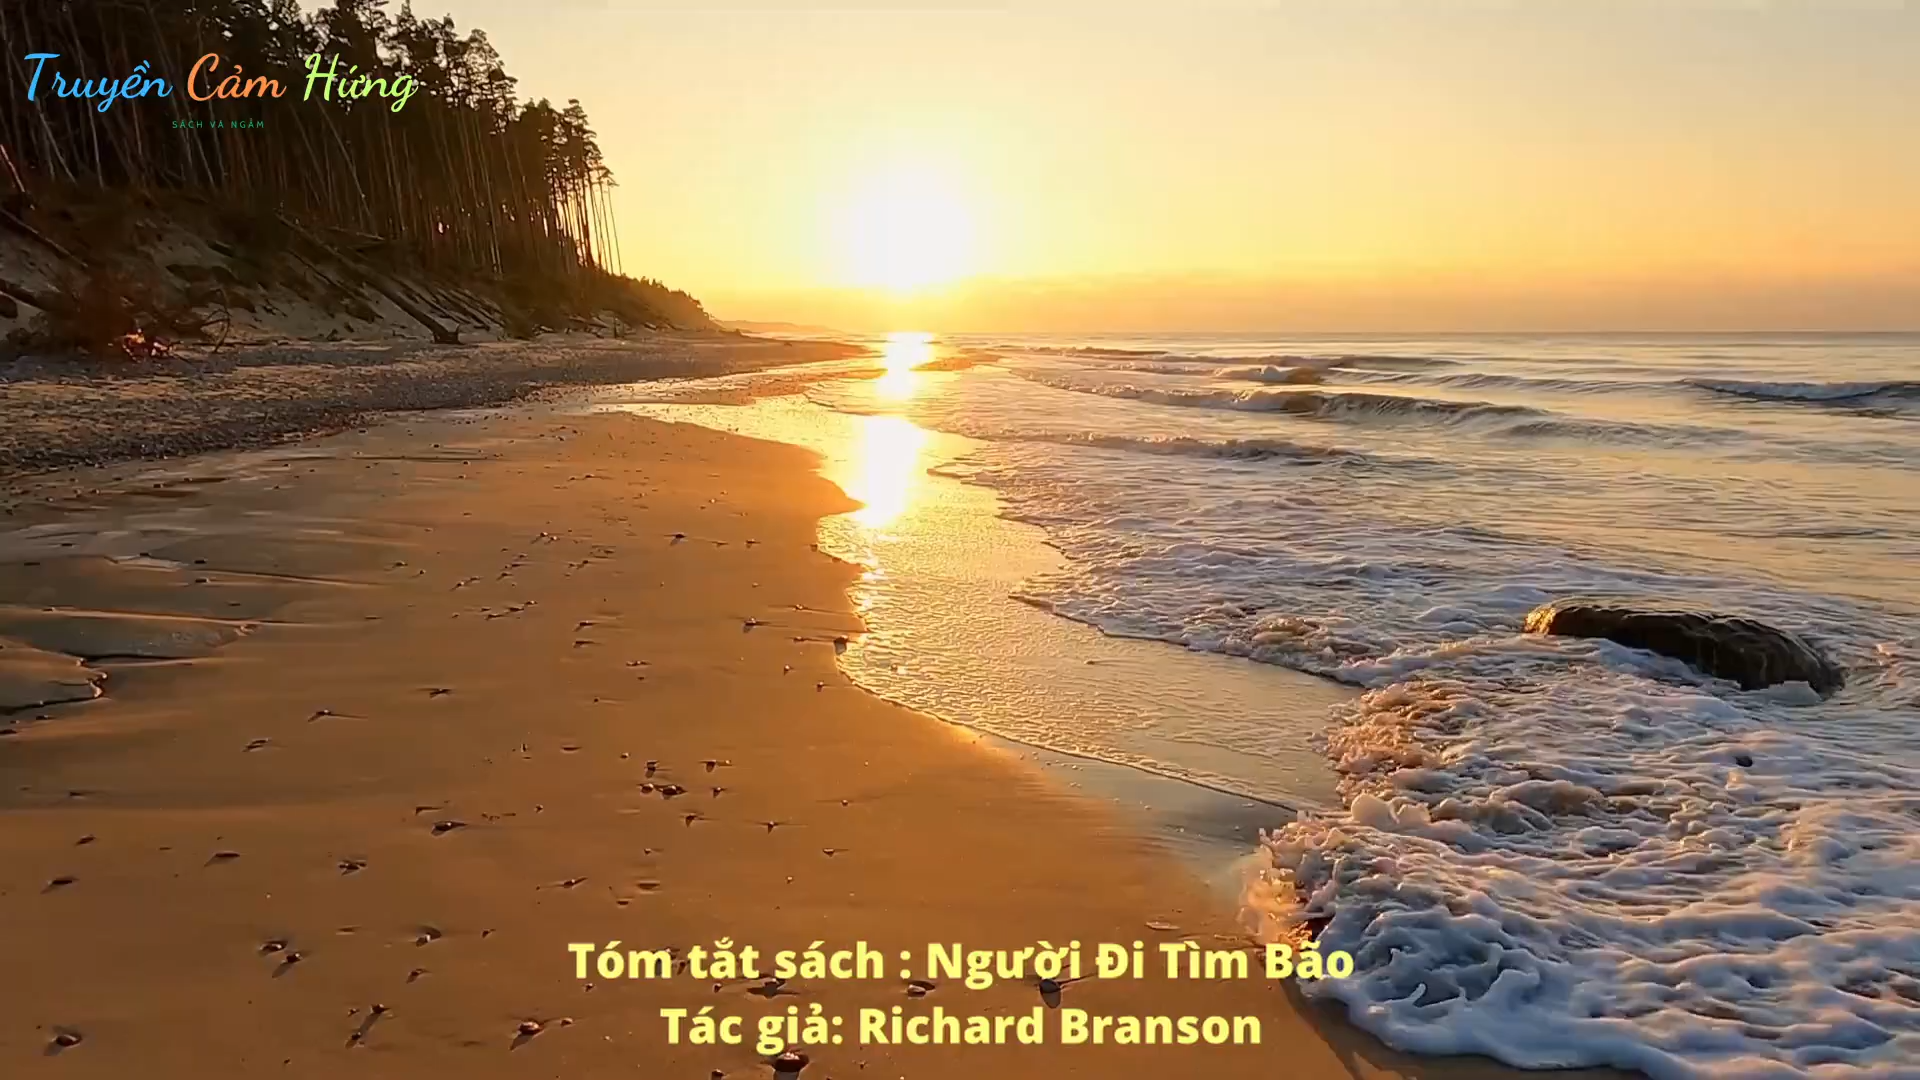 Truyền Cảm Hứng
SÁCH VÀ NGẪM
Tóm tắt sách : Người Đi Tìm Bão
Tác giả: Richard Branson